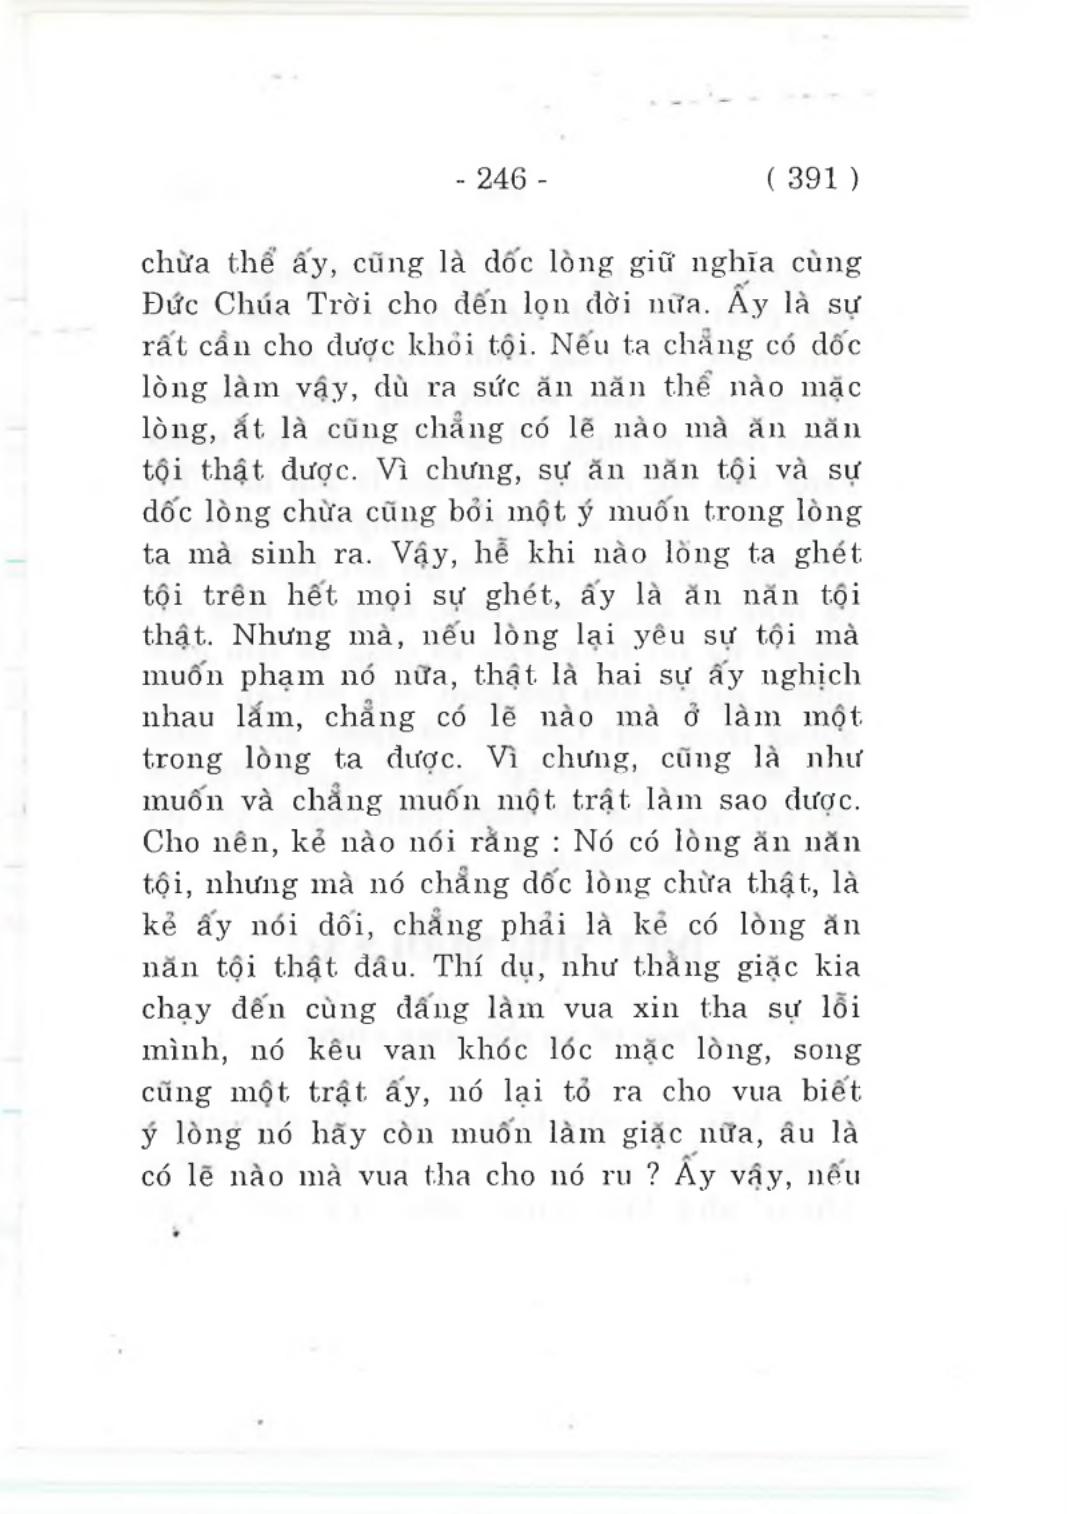 - 246 - ( 391 )
chừa thể ấy, cũng là dốc lòng giữ nghĩa cùng
Đức Chúa Trời cho đến lọn đời nữa. Ấy là sự
rất cần cho được khỏi tội. Nếu ta chẳng có dốc
lòng làm vậy, dù ra sức ăn năn thể nào mặc
lòng, ắt là cũng chẳng có lẽ nào mà ăn năn
tội thật được. Vì chưng, sự ăn năn tội và sự
dốc lòng chừa cũng bởi một ý muốn trong lòng
ta mà sinh ra. Vậy, hễ khi nào lòng ta ghét
tội trên hết mọi sự ghét, ấy là ăn năn tội
thật. Nhưng mà, nếu lòng lại yêu sự tội mà
muốn phạm nó nữa, thật là hai sự ấy nghịch
nhau lắm, chẳng có lẽ nào mà ở làm một
trong lòng ta được. Vì chưng, cũng là như
muốn và chẳng muốn một trật làm sao được.
Cho nên, kẻ nào nói rằng : Nó có lòng ăn năn
tội, nhưng mà nó chẳng dốc lòng chừa thật, là
kẻ ấy nói dối, chẳng phải là kẻ có lòng ăn
năn tội thật đâu. Thí dụ, như thằng giặc kia
chạy đến cùng đấng làm vua xin tha sự lỗi
mình, nó kêu van khóc lóc mặc lòng, song
cũng một trật ấy, nó lại tỏ ra cho vua biết
ý lòng nó hãy còn muốn làm giặc nữa, âu là
có lẽ nào mà vua tha cho nó ru ? Ấy vậy, nếu